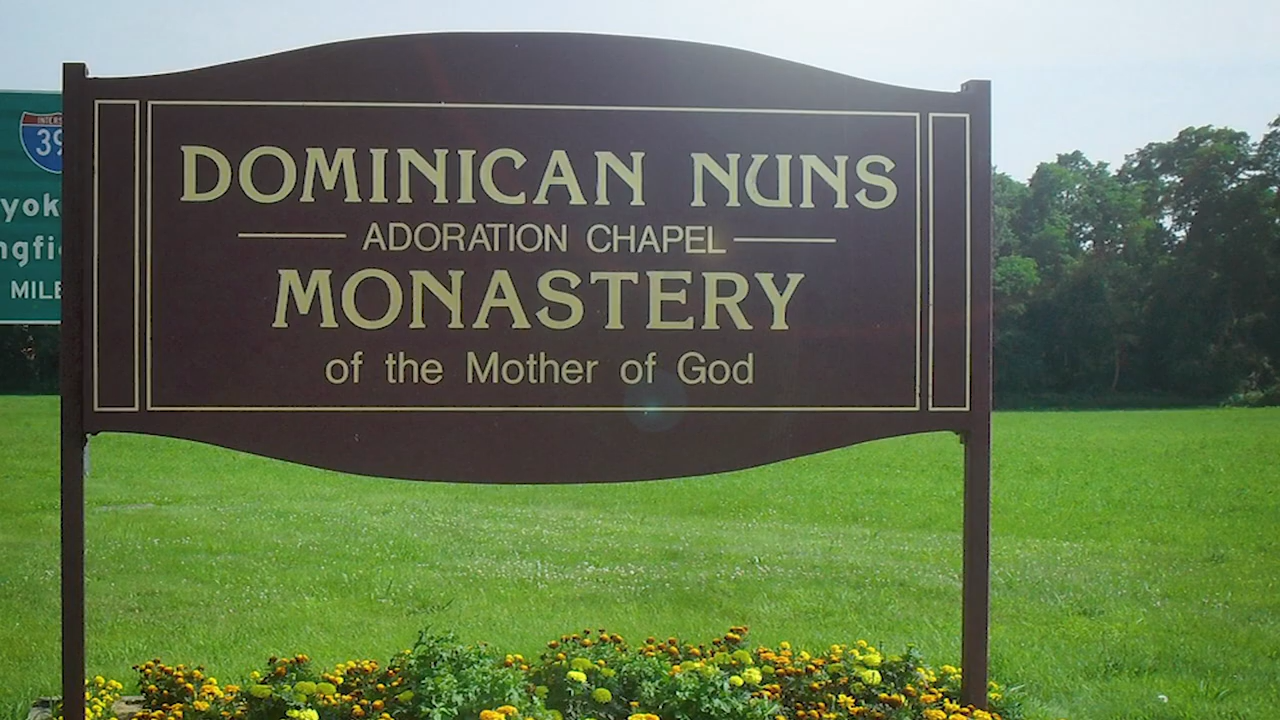 DOMINICAN NUNS
ADORATION CHAPEL
MONASTERY
of the Mother of God